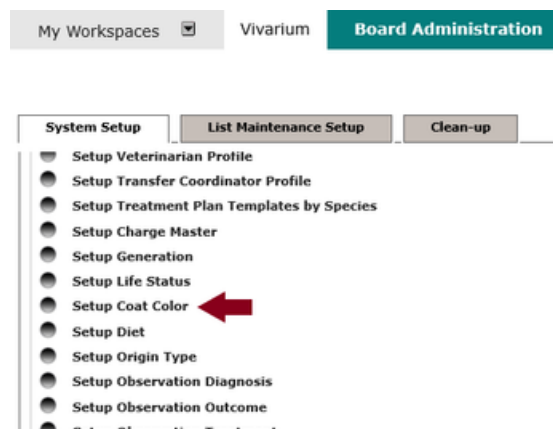 My Workspaces Vivarium Board Administration
System Setup List Maintenance Setup Clean-up
Setup Veterinarian Profile
Setup Transfer Coordinator Profile
Setup Treatment Plan Templates by Species
Setup Charge Master
Setup Generation
Setup Life Status
Setup Coat Color
Setup Diet
Setup Origin Type
Setup Observation Diagnosis
Setup Observation Outcome